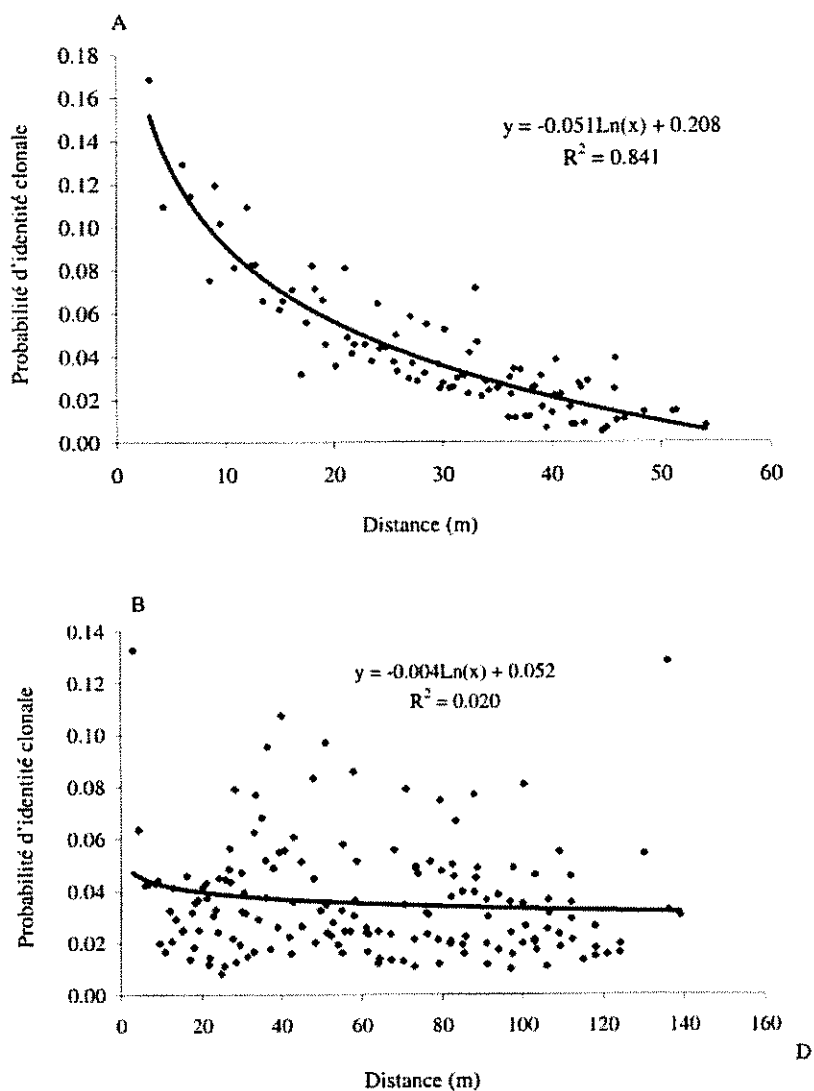 A
0.18
0.16
0.14
0.12
0.10
0.08
0.06
0.04
0.02
0.00
Probabilité d'identité clonale
y = -0.051Ln(x) + 0.208
R² = 0.841
0 10 20 30 40 50 60
Distance (m)
B
0.14
0.12
0.10
0.08
0.06
0.04
0.02
0.00
Probabilité d'identité clonale
y = -0.004Ln(x) + 0.052
R² = 0.020
0 20 40 60 80 100 120 140 160
D
Distance (m)